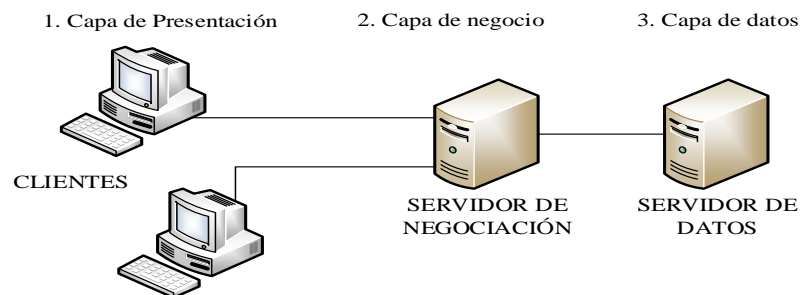 1. Capa de Presentación
2. Capa de negocio
3. Capa de datos
CLIENTES
SERVIDOR DE
NEGOCIACIÓN
SERVIDOR DE
DATOS